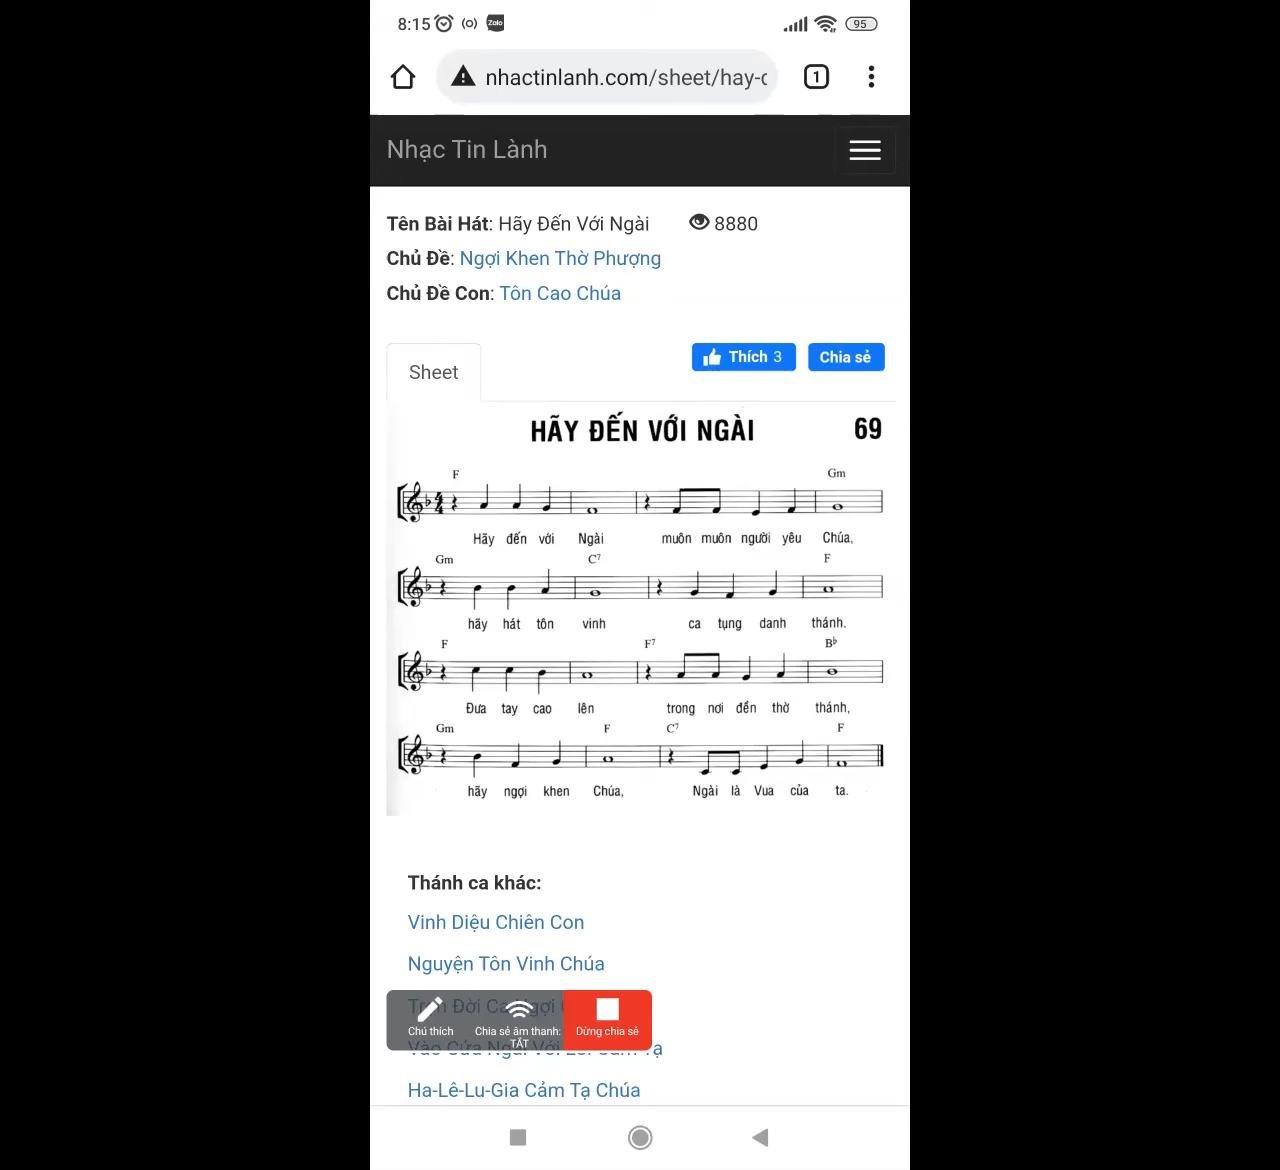 8:15 Zalo 95
nhactinlanh.com/sheet/hay-c 1
Nhạc Tin Lành
Tên Bài Hát: Hãy Đến Với Ngài 8880
Chủ Đề: Ngợi Khen Thờ Phượng
Chủ Đề Con: Tôn Cao Chúa
Sheet Thích 3 Chia sẻ
HÃY ĐẾN VỚI NGÀI 69
F Gm
4/4
Hãy đến với Ngài muôn muôn người yêu Chúa,
Gm C7 F
hãy hát tôn vinh ca tụng danh thánh.
F F7 Bb
Đưa tay cao lên trong nơi đền thờ thánh,
Gm F C7 F
hãy ngợi khen Chúa, Ngài là Vua của ta.
Thánh ca khác:
Vinh Diệu Chiên Con
Nguyện Tôn Vinh Chúa
Chú thích Chia sẻ âm thanh: TẮT Dừng chia sẻ
Ha-Lê-Lu-Gia Cảm Tạ Chúa